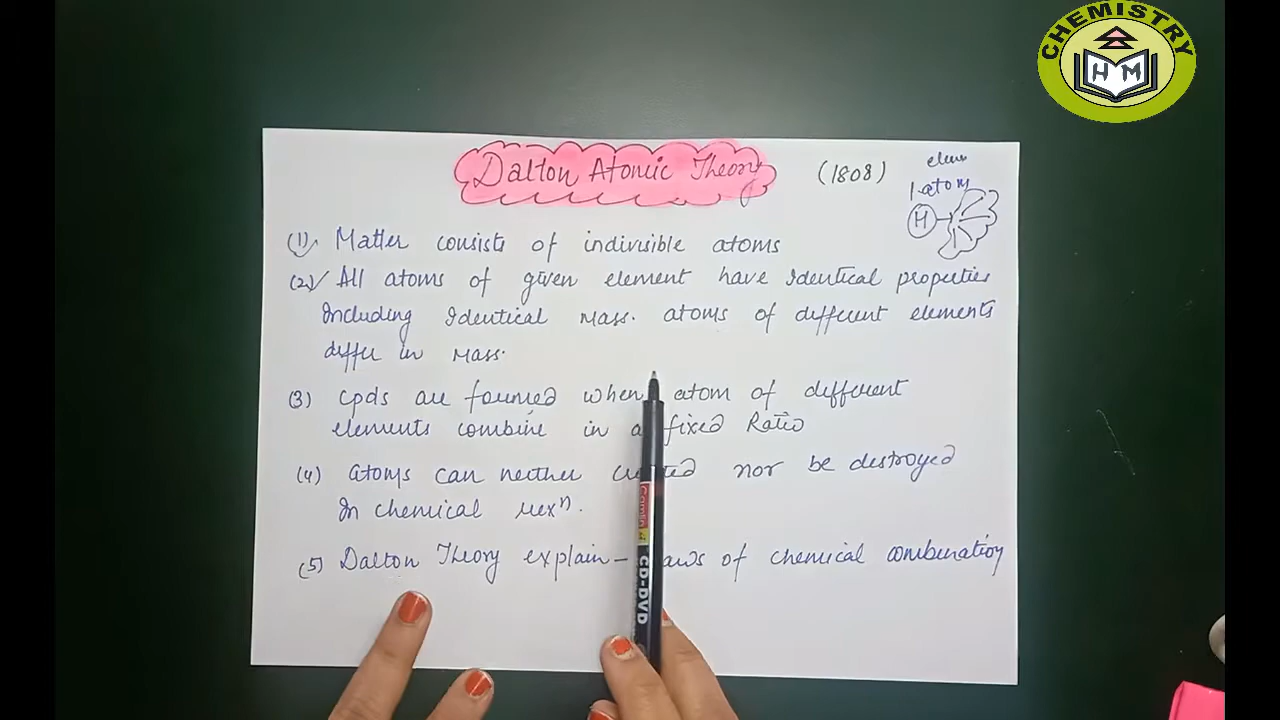 CHEMISTRY
H M
Dalton Atomic Theory (1808)
1 atom
H
(1) Matter consists of indivisible atoms
(2) All atoms of given element have Identical properties
Including Identical Mass. atoms of different elements
differ in Mass.
(3) Cpds are formed when atom of different
elements combine in a fixed Ratio
(4) Atoms can neither created nor be destroyed
In chemical rexn.
(5) Dalton Theory explain - laws of chemical combination
Camlin
CD-DVD